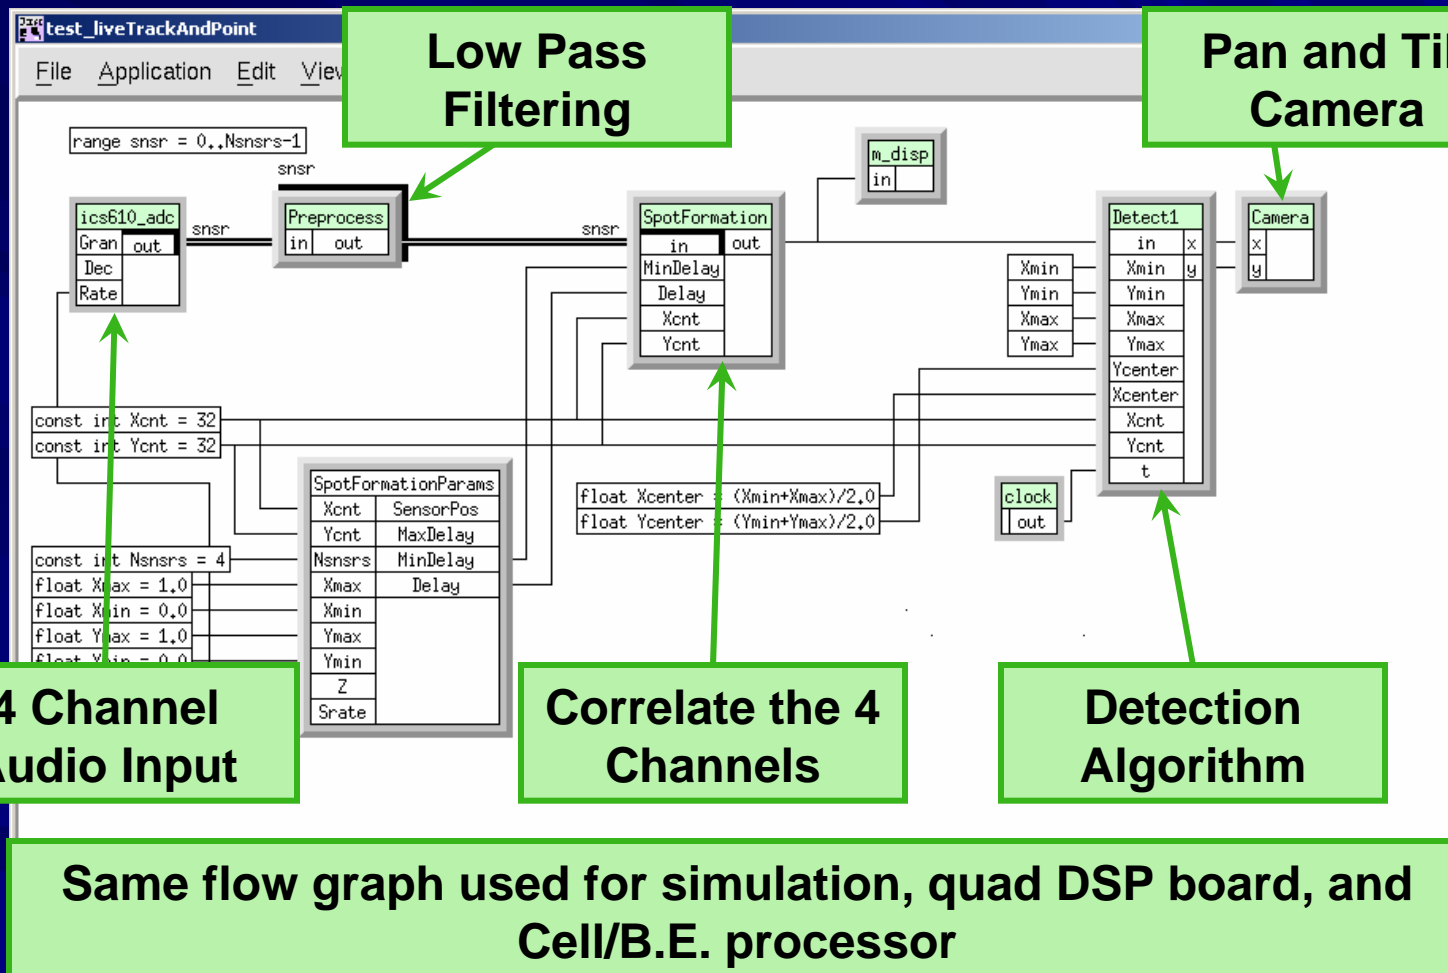 test_liveTrackAndPoint
File Application Edit View
Low Pass
Filtering
Pan and Tilt
Camera
range snsr = 0..Nsnsrs-1
snsr
ics610_adc
Gran out
Dec
Rate
snsr
Preprocess
in out
snsr
SpotFormation
in out
MinDelay
Delay
Xcnt
Ycnt
m_disp
in
Xmin
Ymin
Xmax
Ymax
Detect1
in x
Xmin y
Ymin
Xmax
Ymax
Ycenter
Xcenter
Xcnt
Ycnt
t
Camera
x
y
const int Xcnt = 32
const int Ycnt = 32
const int Nsnsrs = 4
float Xmax = 1.0
float Xmin = 0.0
float Ymax = 1.0
float Ymin = 0.0
SpotFormationParams
Xcnt SensorPos
Ycnt MaxDelay
Nsnsrs MinDelay
Xmax Delay
Xmin
Ymax
Ymin
Z
Srate
float Xcenter = (Xmin+Xmax)/2.0
float Ycenter = (Ymin+Ymax)/2.0
clock
out
4 Channel
Audio Input
Correlate the 4
Channels
Detection
Algorithm
Same flow graph used for simulation, quad DSP board, and
Cell/B.E. processor